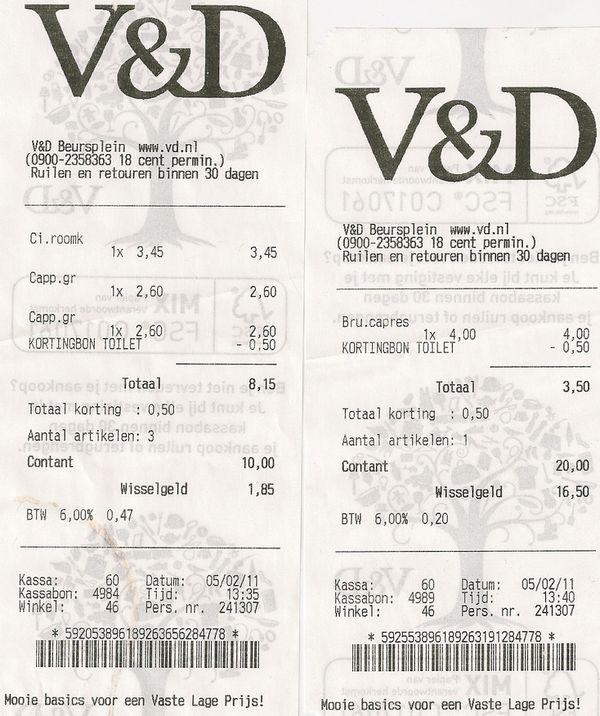 V&D
V&D Beursplein www.vd.nl
(0900-2358363 18 cent permin.)
Ruilen en retouren binnen 30 dagen
Ci.roomk
1x 3,45 3,45
Capp.gr
1x 2,60 2,60
Capp.gr
1x 2,60 2,60
KORTINGBON TOILET - 0,50
Totaal 8,15
Totaal korting : 0,50
Aantal artikelen: 3
Contant 10,00
Wisselgeld 1,85
BTW 6,00% 0,47
Kassa: 60 Datum: 05/02/11
Kassabon: 4984 Tijd: 13:35
Winkel: 46 Pers. nr. 241307
* 592053896189263656284778 *
Mooie basics voor een Vaste Lage Prijs!
V&D
V&D Beursplein www.vd.nl
(0900-2358363 18 cent permin.)
Ruilen en retouren binnen 30 dagen
Bru.capres
1x 4,00 4,00
KORTINGBON TOILET - 0,50
Totaal 3,50
Totaal korting : 0,50
Aantal artikelen: 1
Contant 20,00
Wisselgeld 16,50
BTW 6,00% 0,20
Kassa: 60 Datum: 05/02/11
Kassabon: 4989 Tijd: 13:40
Winkel: 46 Pers. nr. 241307
* 592553896189263191284778 *
Mooie basics voor een Vaste Lage Prijs!